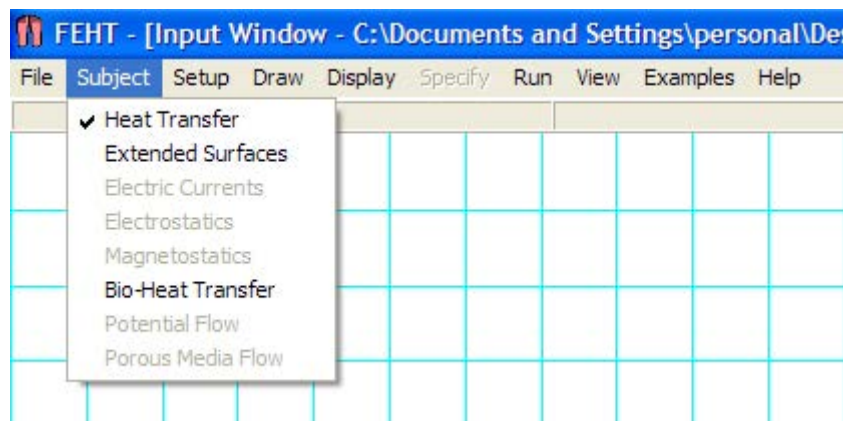 FEHT - [Input Window - C:\Documents and Settings\personal\De
File Subject Setup Draw Display Specify Run View Examples Help
Heat Transfer
Extended Surfaces
Electric Currents
Electrostatics
Magnetostatics
Bio-Heat Transfer
Potential Flow
Porous Media Flow